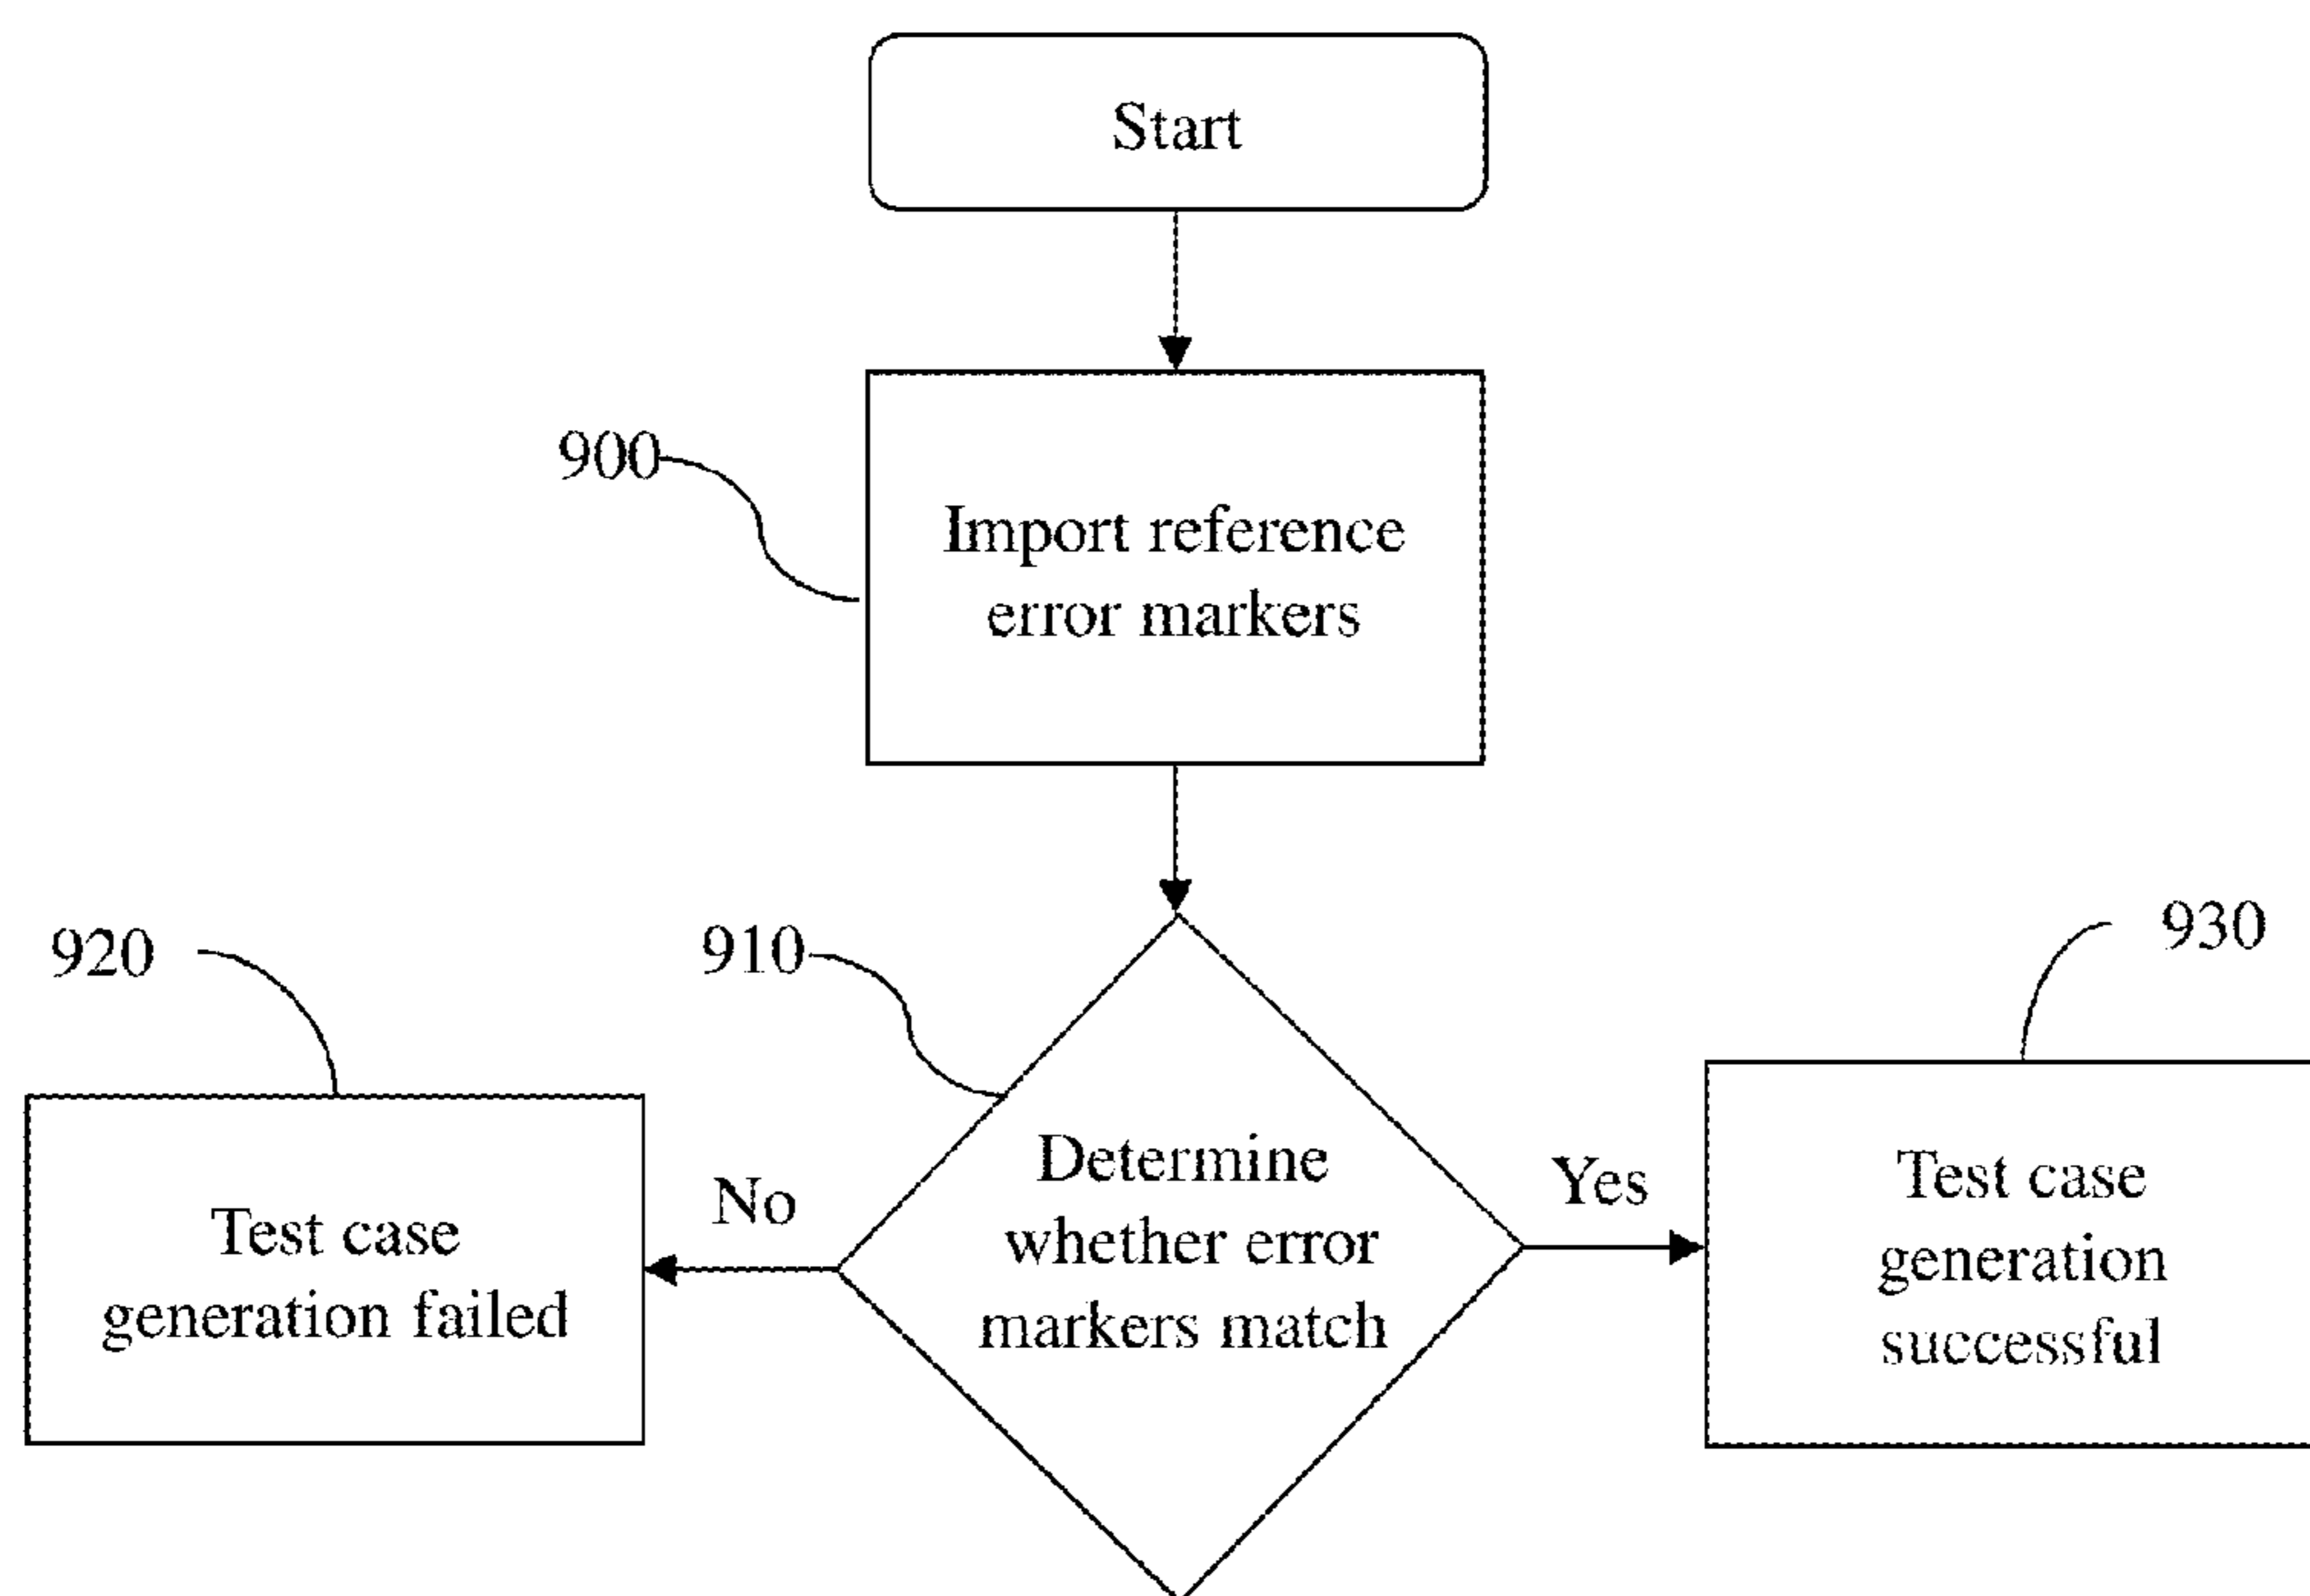 Start
900
Import reference
error markers
920
910
930
Determine
whether error
markers match
No
Yes
Test case
generation failed
Test case
generation
successful